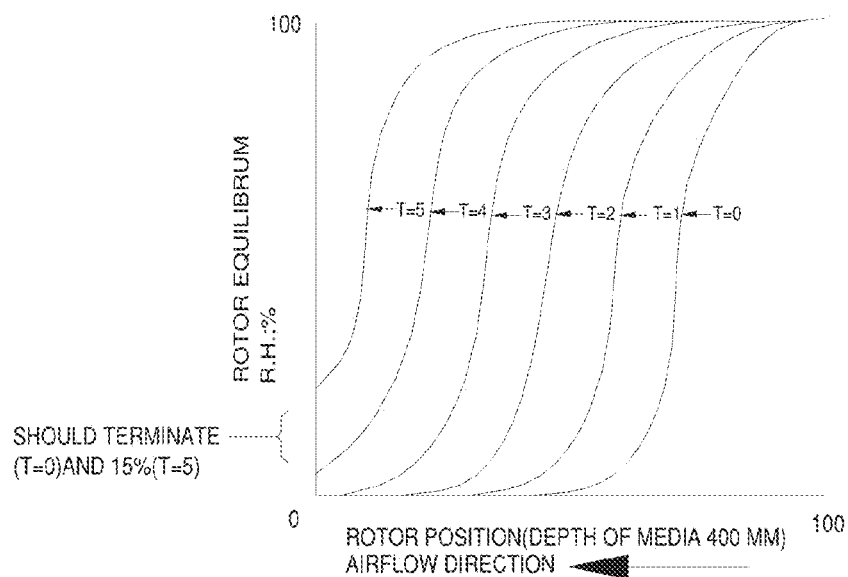 100
ROTOR EQUILIBRUM
R.H.:%
T=5 T=4 T=3 T=2 T=1 T=0
SHOULD TERMINATE
(T=0)AND 15%(T=5)
0
100
ROTOR POSITION(DEPTH OF MEDIA 400 MM)
AIRFLOW DIRECTION